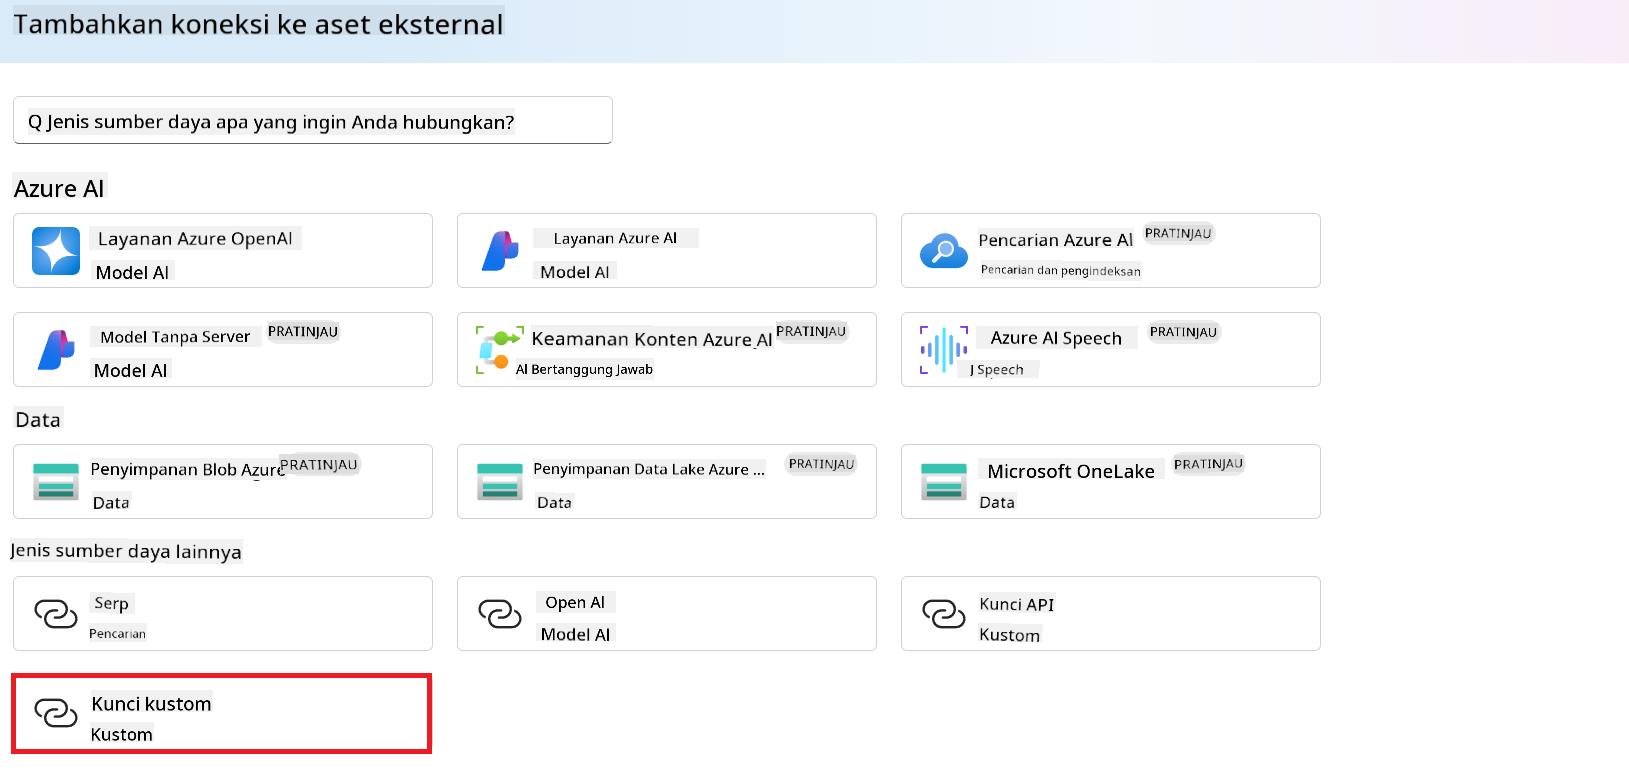 Tambahkan koneksi ke aset eksternal
Q Jenis sumber daya apa yang ingin Anda hubungkan?
Azure AI
Layanan Azure OpenAI
Model AI
Layanan Azure AI
Model AI
Pencarian Azure AI PRATINJAU
Pencarian dan pengindeksan
Model Tanpa Server PRATINJAU
Model AI
Keamanan Konten Azure AI PRATINJAU
AI Bertanggung Jawab
Azure AI Speech PRATINJAU
J Speech
Data
Penyimpanan Blob Azure PRATINJAU
Data
Penyimpanan Data Lake Azure ... PRATINJAU
Data
Microsoft OneLake PRATINJAU
Data
Jenis sumber daya lainnya
Serp
Pencarian
Open AI
Model AI
Kunci API
Kustom
Kunci kustom
Kustom